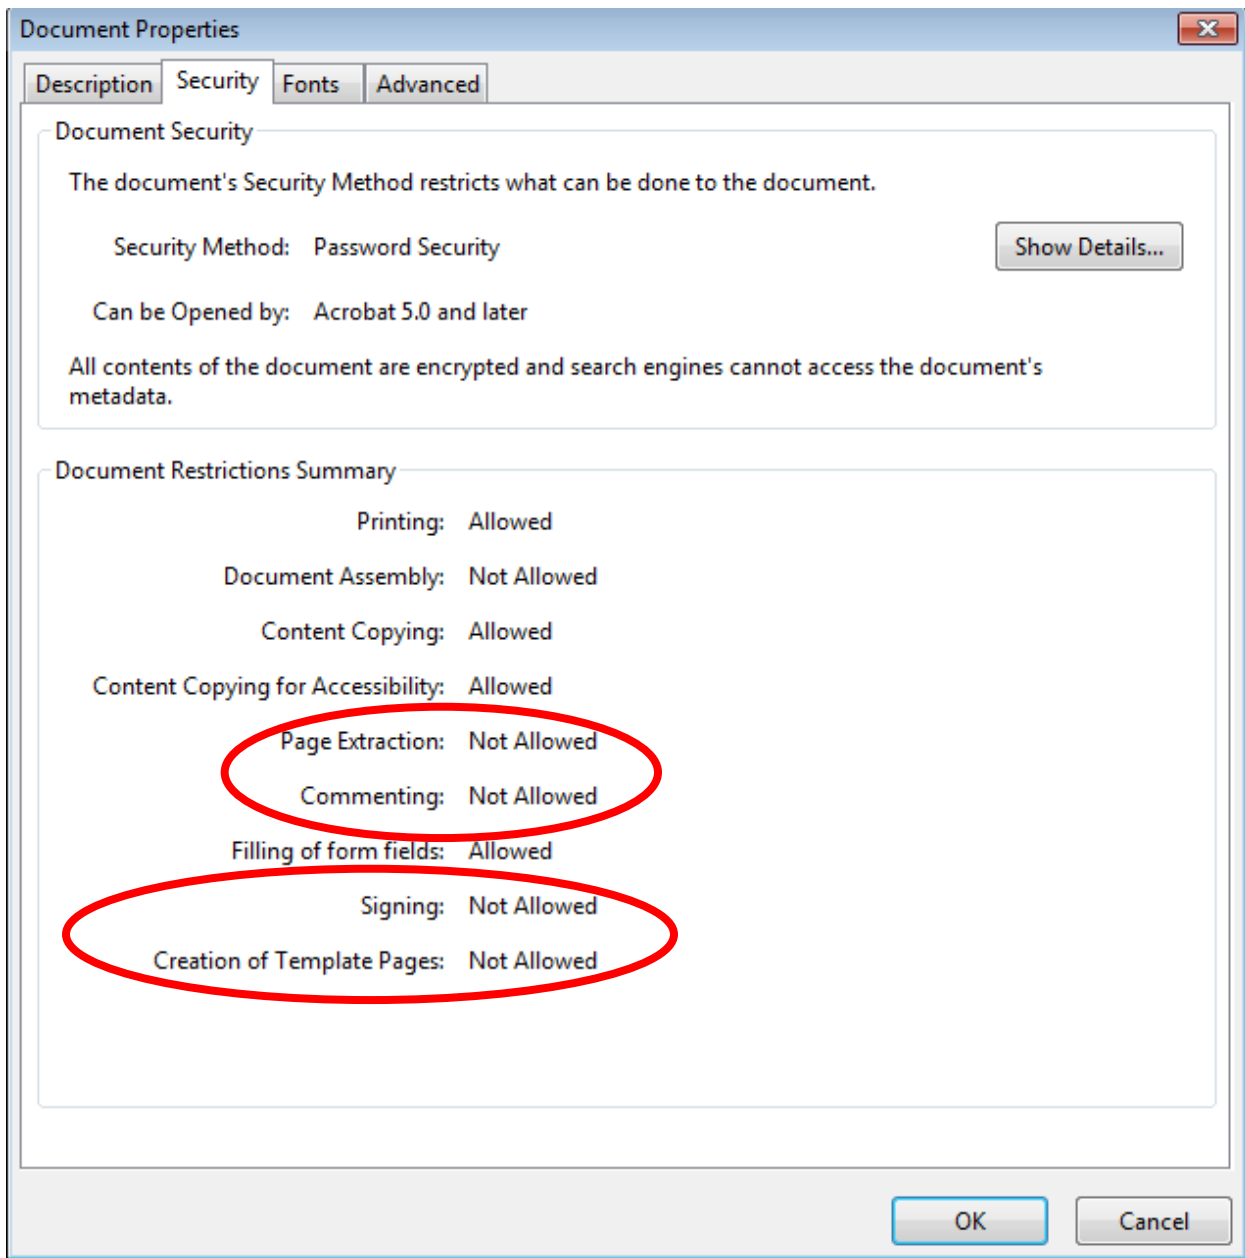 Document Properties
Description Security Fonts Advanced
Document Security
The document's Security Method restricts what can be done to the document.
Security Method: Password Security
Show Details...
Can be Opened by: Acrobat 5.0 and later
All contents of the document are encrypted and search engines cannot access the document's
metadata.
Document Restrictions Summary
Printing: Allowed
Document Assembly: Not Allowed
Content Copying: Allowed
Content Copying for Accessibility: Allowed
Page Extraction: Not Allowed
Commenting: Not Allowed
Filling of form fields: Allowed
Signing: Not Allowed
Creation of Template Pages: Not Allowed
OK Cancel